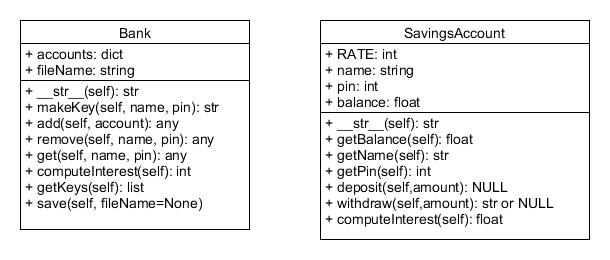 Bank
+ accounts: dict
+ fileName: string
+ __str__(self): str
+ makeKey(self, name, pin): str
+ add(self, account): any
+ remove(self, name, pin): any
+ get(self, name, pin): any
+ computeInterest(self): int
+ getKeys(self): list
+ save(self, fileName=None)
SavingsAccount
+ RATE: int
+ name: string
+ pin: int
+ balance: float
+ __str__(self): str
+ getBalance(self): float
+ getName(self): str
+ getPin(self): int
+ deposit(self,amount): NULL
+ withdraw(self,amount): str or NULL
+ computeInterest(self): float